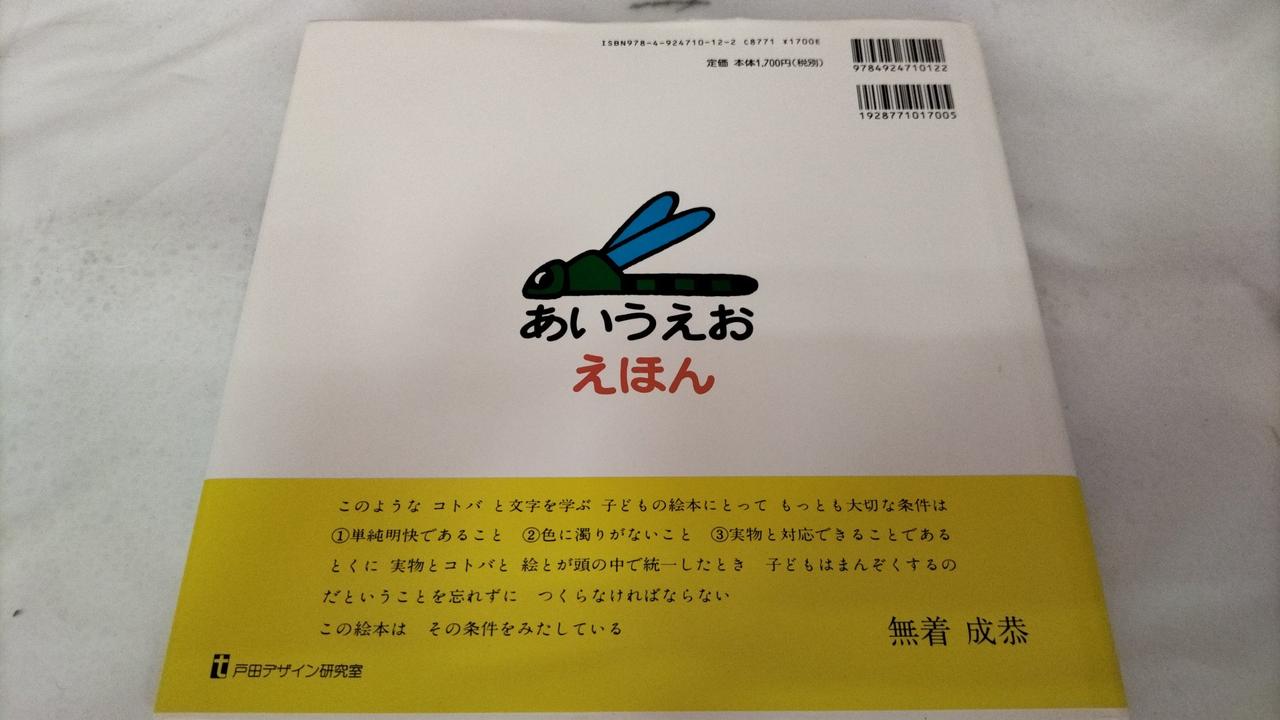 ISBN978-4-924710-12-2 C8771 ¥1700E
定価 本体1,700円(税別)
9784924710122
1928771017005
あいうえお
えほん
このような コトバ と文字を学ぶ 子どもの絵本にとって もっとも大切な条件は
①単純明快であること ②色に濁りがないこと ③実物と対応できることである
とくに 実物とコトバと 絵とが頭の中で統一したとき 子どもはまんぞくするの
だということを忘れずに つくらなければならない
この絵本は その条件をみたしている
無着 成恭
t 戸田デザイン研究室